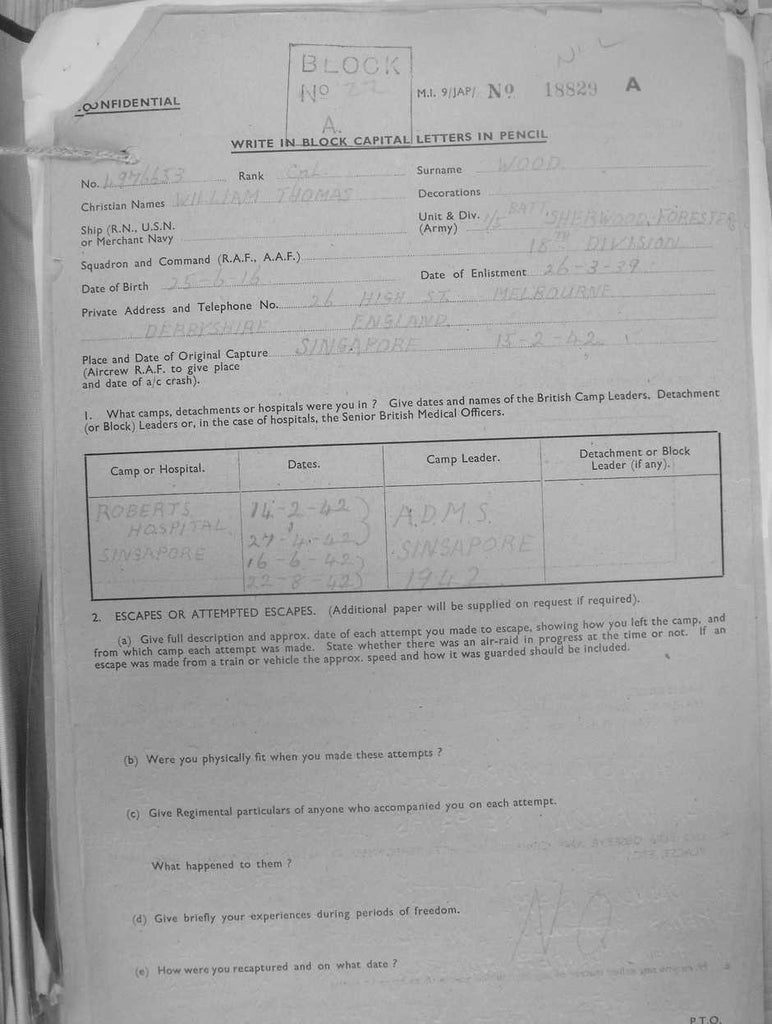 BLOCK
No 22
A.
M.I. 9/JAP/ No 18829 A
CONFIDENTIAL
WRITE IN BLOCK CAPITAL LETTERS IN PENCIL
No. 4976653 Rank CPL Surname WOOD
Christian Names WILLIAM THOMAS Decorations
Ship (R.N., U.S.N. or Merchant Navy
Unit & Div. (Army) 1/5 BATT SHERWOOD FORESTER
18TH DIVISION
Squadron and Command (R.A.F., A.A.F.)
Date of Birth 25-6-16 Date of Enlistment 26-3-39
Private Address and Telephone No. 26 HIGH ST. MELBOURNE
DERBYSHIRE ENGLAND
Place and Date of Original Capture SINGAPORE 15-2-42
(Aircrew R.A.F. to give place
and date of a/c crash).
1. What camps, detachments or hospitals were you in ? Give dates and names of the British Camp Leaders, Detachment
(or Block) Leaders or, in the case of hospitals, the Senior British Medical Officers.
Camp or Hospital. Dates. Camp Leader. Detachment or Block
Leader (if any).
ROBERTS 14-2-42 A.D.M.S.
HOSPITAL 27-4-42
SINGAPORE 16-6-42 SINGAPORE
22-8-42 1942
2. ESCAPES OR ATTEMPTED ESCAPES. (Additional paper will be supplied on request if required).
(a) Give full description and approx. date of each attempt you made to escape, showing how you left the camp, and
from which camp each attempt was made. State whether there was an air-raid in progress at the time or not. If an
escape was made from a train or vehicle the approx. speed and how it was guarded should be included.
(b) Were you physically fit when you made these attempts ?
(c) Give Regimental particulars of anyone who accompanied you on each attempt.
What happened to them ?
(d) Give briefly your experiences during periods of freedom.
NO
(e) How were you recaptured and on what date ?
P.T.O.